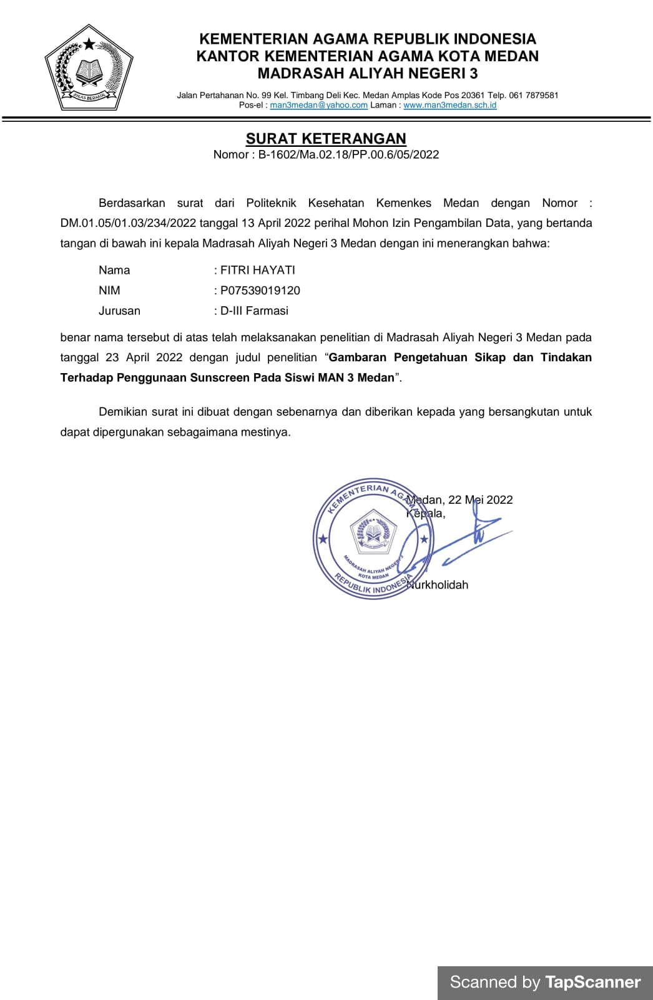 KEMENTERIAN AGAMA REPUBLIK INDONESIA
KANTOR KEMENTERIAN AGAMA KOTA MEDAN
MADRASAH ALIYAH NEGERI 3
Jalan Pertahanan No. 99 Kel. Timbang Deli Kec. Medan Amplas Kode Pos 20361 Telp. 061 7879581
Pos-el : man3medan@yahoo.com Laman : www.man3medan.sch.id
IKHLAS BERAMAL
SURAT KETERANGAN
Nomor : B-1602/Ma.02.18/PP.00.6/05/2022
Berdasarkan surat dari Politeknik Kesehatan Kemenkes Medan dengan Nomor :
DM.01.05/01.03/234/2022 tanggal 13 April 2022 perihal Mohon Izin Pengambilan Data, yang bertanda
tangan di bawah ini kepala Madrasah Aliyah Negeri 3 Medan dengan ini menerangkan bahwa:
Nama : FITRI HAYATI
NIM : P07539019120
Jurusan : D-III Farmasi
benar nama tersebut di atas telah melaksanakan penelitian di Madrasah Aliyah Negeri 3 Medan pada
tanggal 23 April 2022 dengan judul penelitian “Gambaran Pengetahuan Sikap dan Tindakan
Terhadap Penggunaan Sunscreen Pada Siswi MAN 3 Medan”.
Demikian surat ini dibuat dengan sebenarnya dan diberikan kepada yang bersangkutan untuk
dapat dipergunakan sebagaimana mestinya.
Medan, 22 Mei 2022
Kepala,
KEMENTERIAN AGAMA
MADRASAH ALIYAH NEGERI 3
KOTA MEDAN
REPUBLIK INDONESIA
Nurkholidah
Scanned by TapScanner